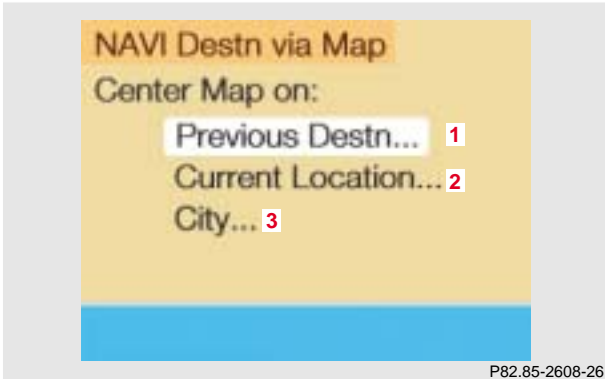 NAVI Destn via Map
Center Map on:
Previous Destn... 1
Current Location... 2
City... 3
P82.85-2608-26